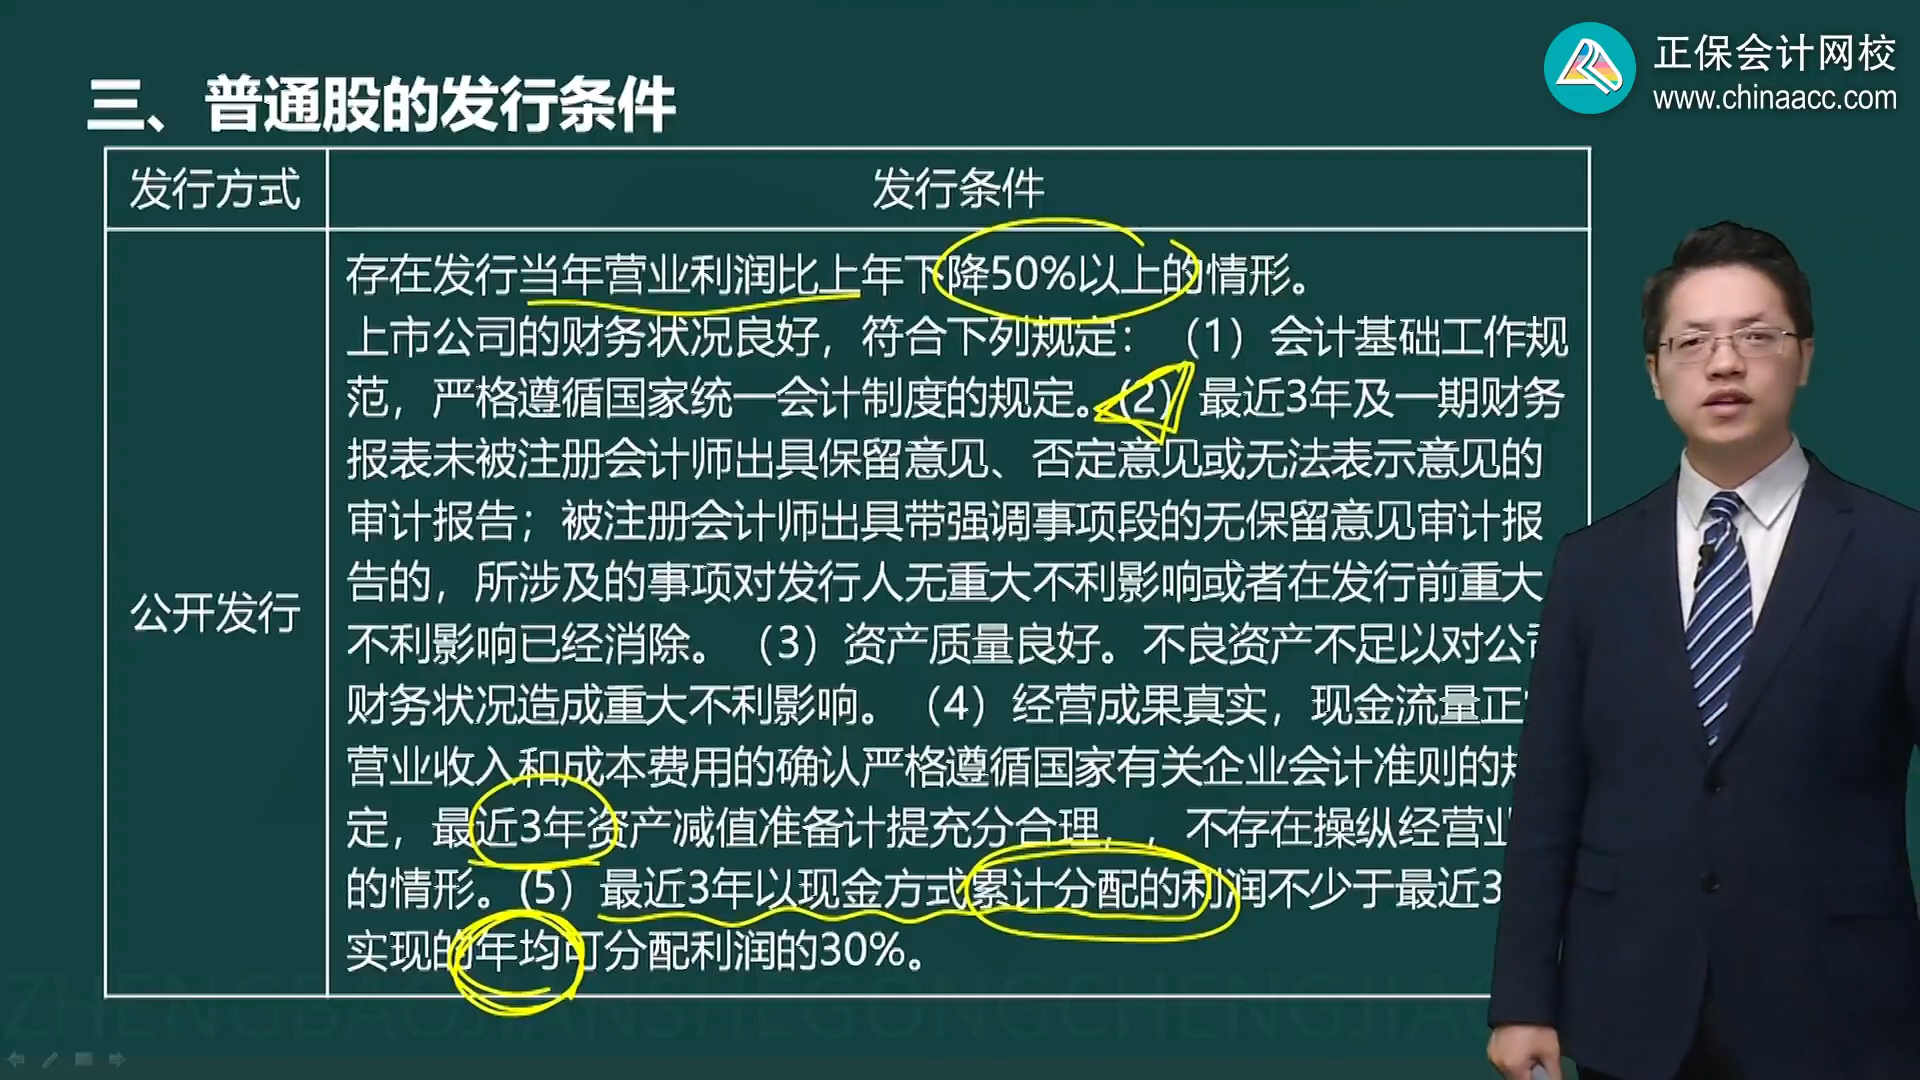 正保会计网校
www.chinaacc.com
三、普通股的发行条件
发行方式
发行条件
公开发行
存在发行当年营业利润比上年下降50%以上的情形。
上市公司的财务状况良好，符合下列规定：（1）会计基础工作规
范，严格遵循国家统一会计制度的规定。（2）最近3年及一期财务
报表未被注册会计师出具保留意见、否定意见或无法表示意见的
审计报告；被注册会计师出具带强调事项段的无保留意见审计报
告的，所涉及的事项对发行人无重大不利影响或者在发行前重大
不利影响已经消除。（3）资产质量良好。不良资产不足以对公司
财务状况造成重大不利影响。（4）经营成果真实，现金流量正
营业收入和成本费用的确认严格遵循国家有关企业会计准则的规
定，最近3年资产减值准备计提充分合理，，不存在操纵经营业
的情形。(5）最近3年以现金方式累计分配的利润不少于最近3
实现的年均可分配利润的30%。